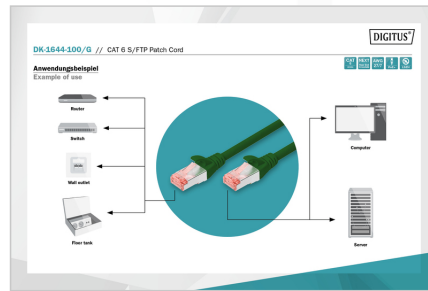 DIGITUS®
DK-1644-100/G // CAT 6 S/FTP Patch Cord
Anwendungsbeispiel
Example of use
CAT
Router
Switch
Wall outlet
Floor tank
Computer
Server